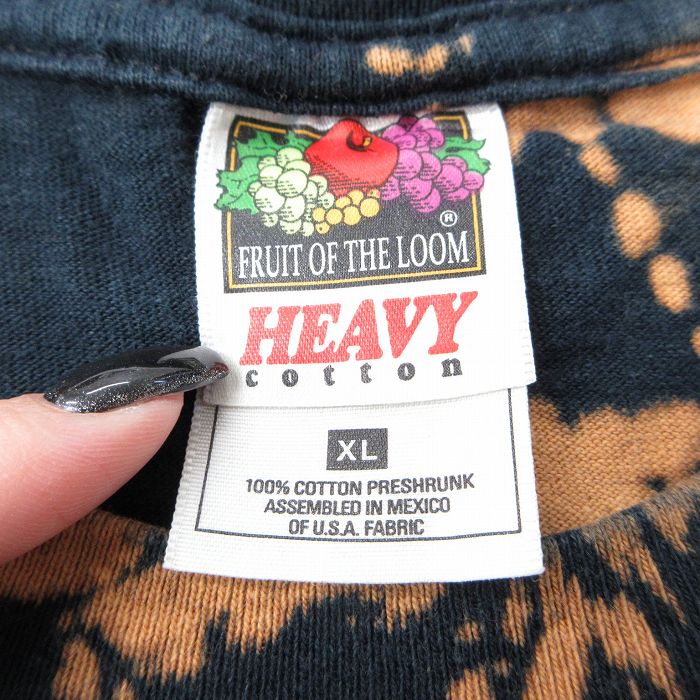 ®
FRUIT OF THE LOOM
HEAVY
cotton
XL
100% COTTON PRESHRUNK
ASSEMBLED IN MEXICO
OF U.S.A. FABRIC